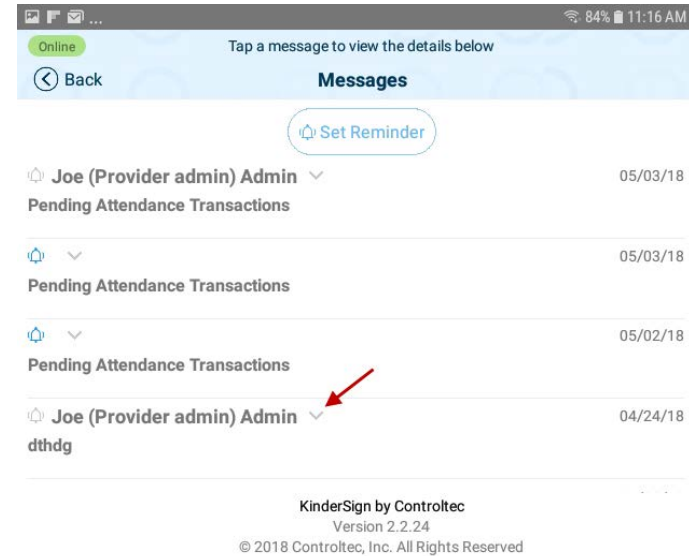 84% 11:16 AM
Online
Tap a message to view the details below
Back
Messages
Set Reminder
Joe (Provider admin) Admin 05/03/18
Pending Attendance Transactions
05/03/18
Pending Attendance Transactions
05/02/18
Pending Attendance Transactions
Joe (Provider admin) Admin 04/24/18
dthdg
KinderSign by Controltec
Version 2.2.24
© 2018 Controltec, Inc. All Rights Reserved